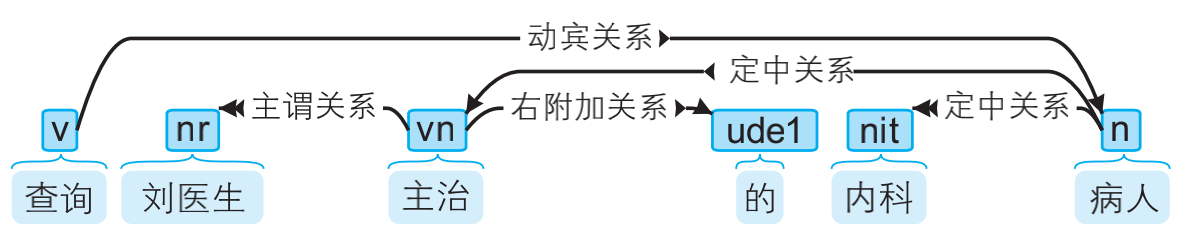 动宾关系
定中关系
主谓关系 右附加关系 定中关系
v nr vn ude1 nit n
查询 刘医生 主治 的 内科 病人